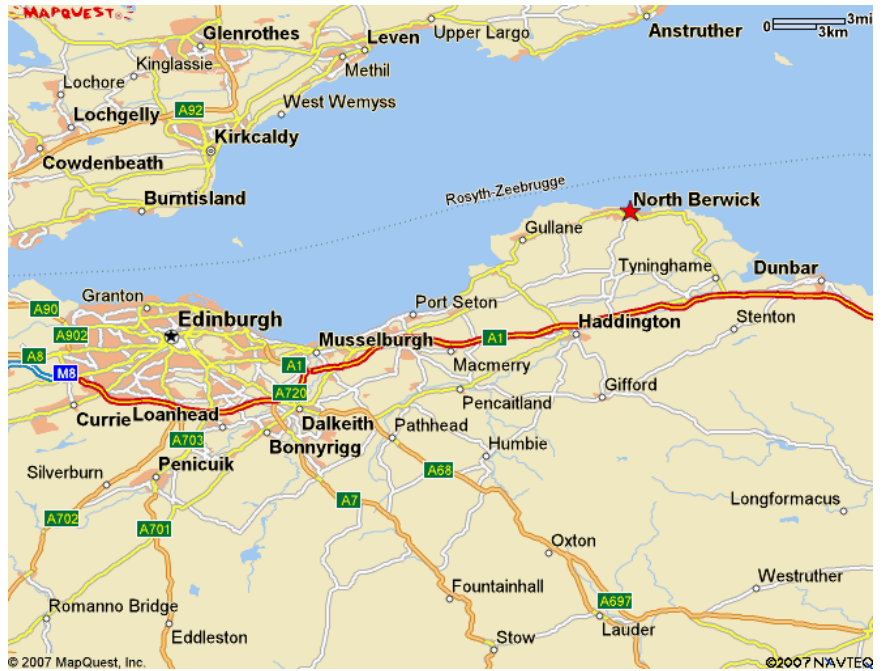 MAPQUEST
Glenrothes
Leven
Upper Largo
Anstruther
0 3mi
3km
Kinglassie
Methil
Lochore
A92
West Wemyss
Lochgelly
Kirkcaldy
Cowdenbeath
Burntisland
Rosyth-Zeebrugge
North Berwick
Gullane
Tyninghame
Dunbar
Granton
Port Seton
A90
Edinburgh
A902
Musselburgh
A1
Haddington
Stenton
A8
A1
Macmerry
M8
A720
Gifford
Currie
Loanhead
Pencaitland
Dalkeith
Pathhead
A703
Bonnyrigg
Humbie
Silverburn
Penicuik
A68
A7
Longformacus
A702
A701
Oxton
Fountainhall
Westruther
Romanno Bridge
A697
Lauder
Eddleston
Stow
© 2007 MapQuest, Inc.
©2007 NAVTEQ